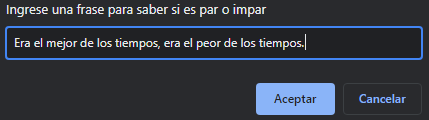 Ingrese una frase para saber si es par o impar
Era el mejor de los tiempos, era el peor de los tiempos.
Aceptar
Cancelar